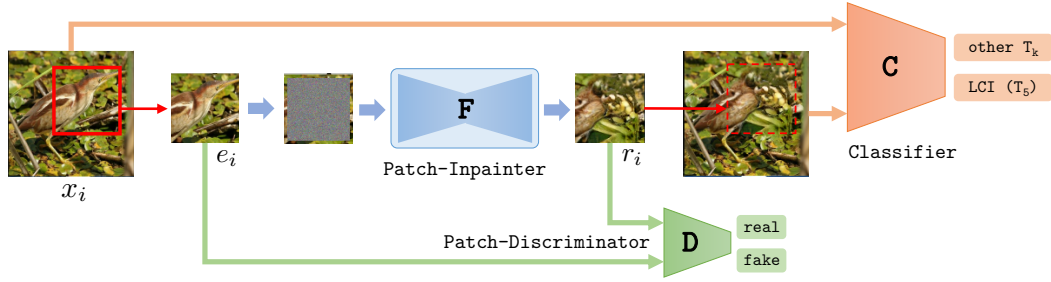 C
other T_k
LCI (T_5)
Classifier
F
Patch-Inpainter
x_i
e_i
r_i
Patch-Discriminator
D
real
fake